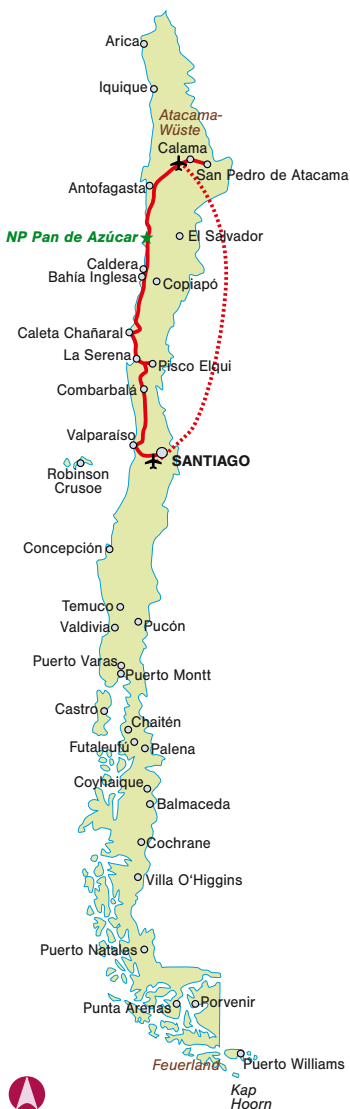 Arica
Iquique
Atacama-
Wüste
Calama
San Pedro de Atacama
Antofagasta
NP Pan de Azúcar
El Salvador
Caldera
Bahía Inglesa
Copiapó
Caleta Chañaral
La Serena
Pisco Elqui
Combarbalá
Valparaíso
SANTIAGO
Robinson
Crusoe
Concepción
Temuco
Valdivia
Pucón
Puerto Varas
Puerto Montt
Castro
Chaitén
Futaleufú
Palena
Coyhaique
Balmaceda
Cochrane
Villa O‘Higgins
Puerto Natales
Punta Arenas
Porvenir
Feuerland
Puerto Williams
Kap
Hoorn